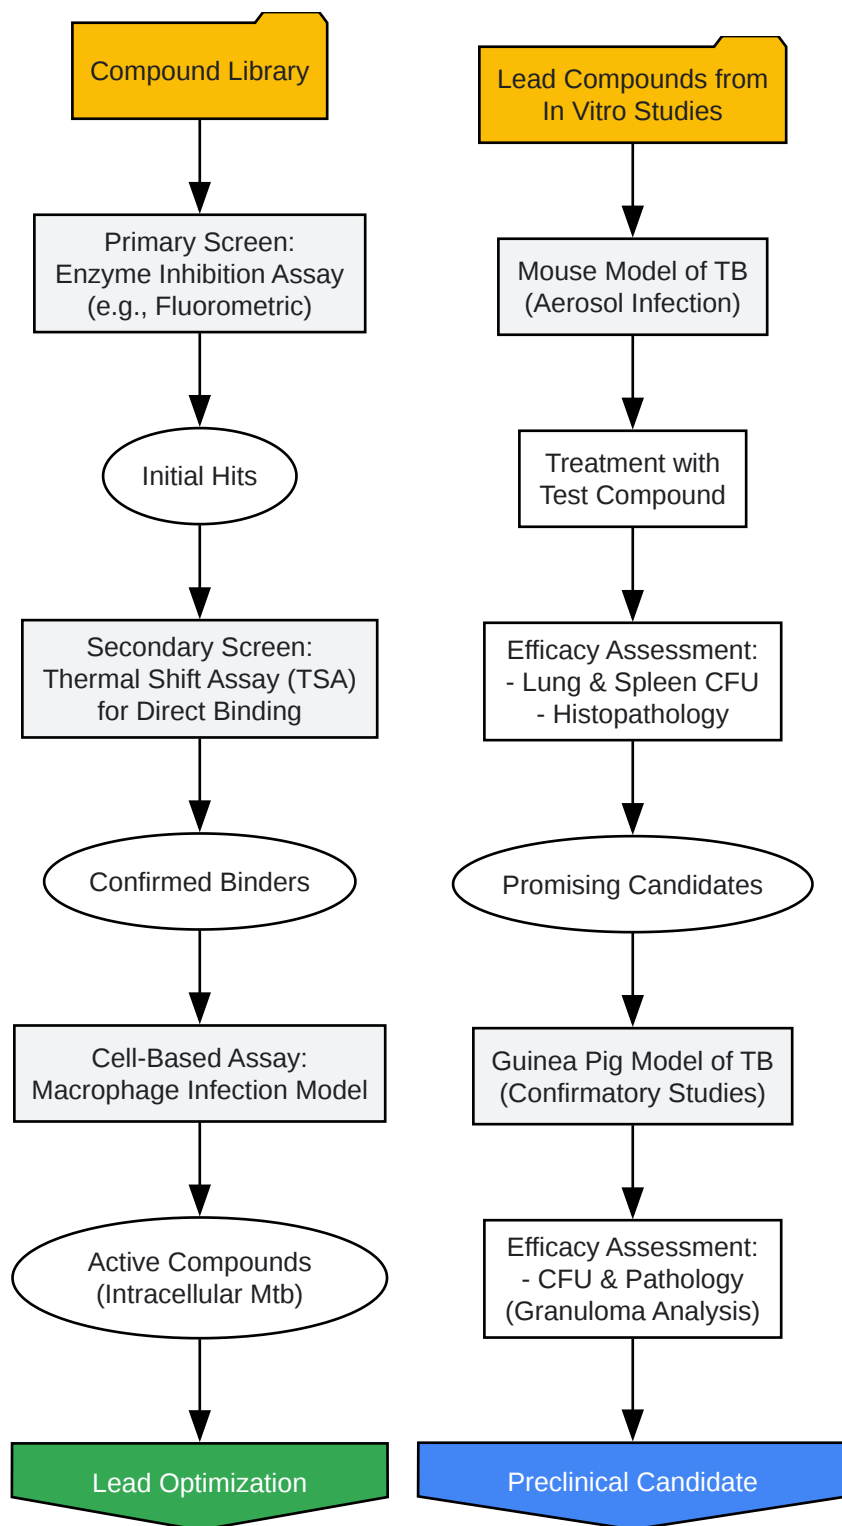 Compound Library
Primary Screen:
Enzyme Inhibition Assay
(e.g., Fluorometric)
Initial Hits
Secondary Screen:
Thermal Shift Assay (TSA)
for Direct Binding
Confirmed Binders
Cell-Based Assay:
Macrophage Infection Model
Active Compounds
(Intracellular Mtb)
Lead Optimization
Lead Compounds from
In Vitro Studies
Mouse Model of TB
(Aerosol Infection)
Treatment with
Test Compound
Efficacy Assessment:
- Lung & Spleen CFU
- Histopathology
Promising Candidates
Guinea Pig Model of TB
(Confirmatory Studies)
Efficacy Assessment:
- CFU & Pathology
(Granuloma Analysis)
Preclinical Candidate